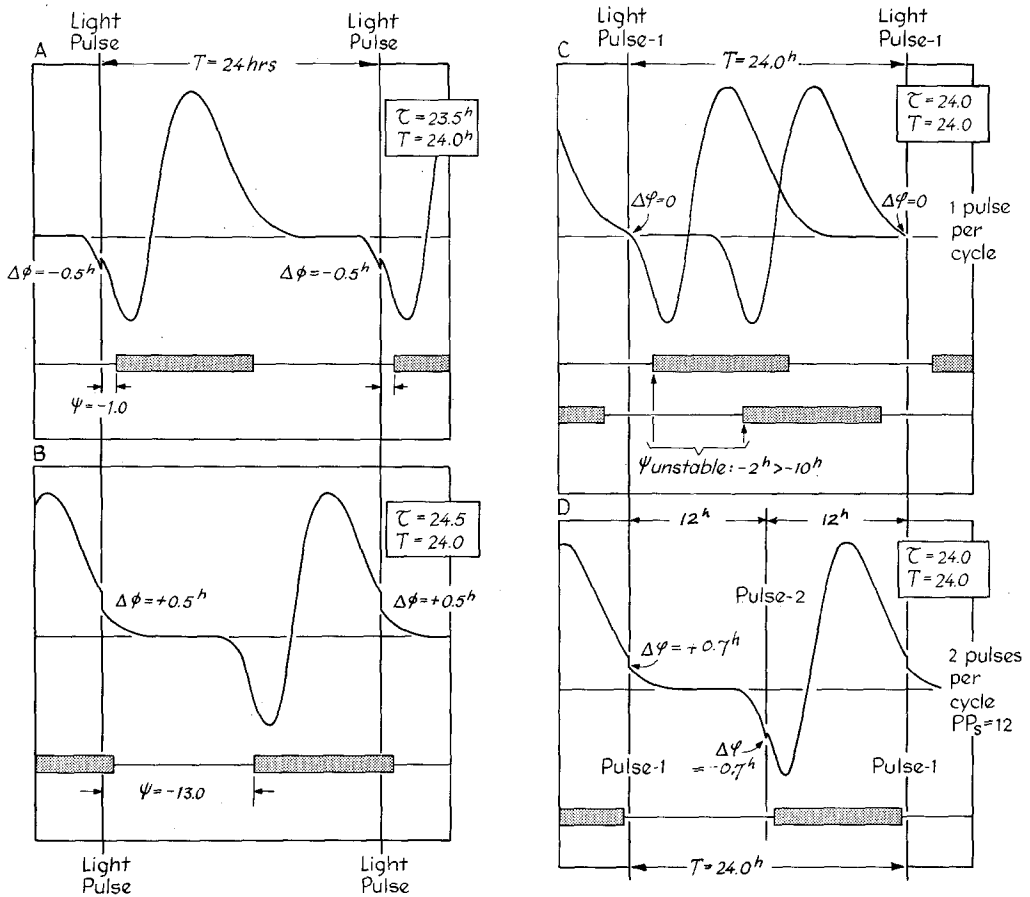 Light
Pulse
Light
Pulse
A
T = 24 hrs
τ = 23.5ʰ
T = 24.0ʰ
Δϕ = -0.5ʰ
Δϕ = -0.5ʰ
ψ = -1.0
B
τ = 24.5
T = 24.0
Δϕ = +0.5ʰ
Δϕ = +0.5ʰ
ψ = -13.0
Light
Pulse
Light
Pulse
Light
Pulse-1
Light
Pulse-1
C
T = 24.0ʰ
τ = 24.0
T = 24.0
Δφ=0
Δφ=0
1 pulse
per
cycle
ψunstable: -2ʰ > -10ʰ
D
12ʰ
12ʰ
τ = 24.0
T = 24.0
Pulse-2
Δφ = +0.7ʰ
2 pulses
per
cycle
PPₛ=12
Δφ
= -0.7ʰ
Pulse-1
Pulse-1
T = 24.0ʰ